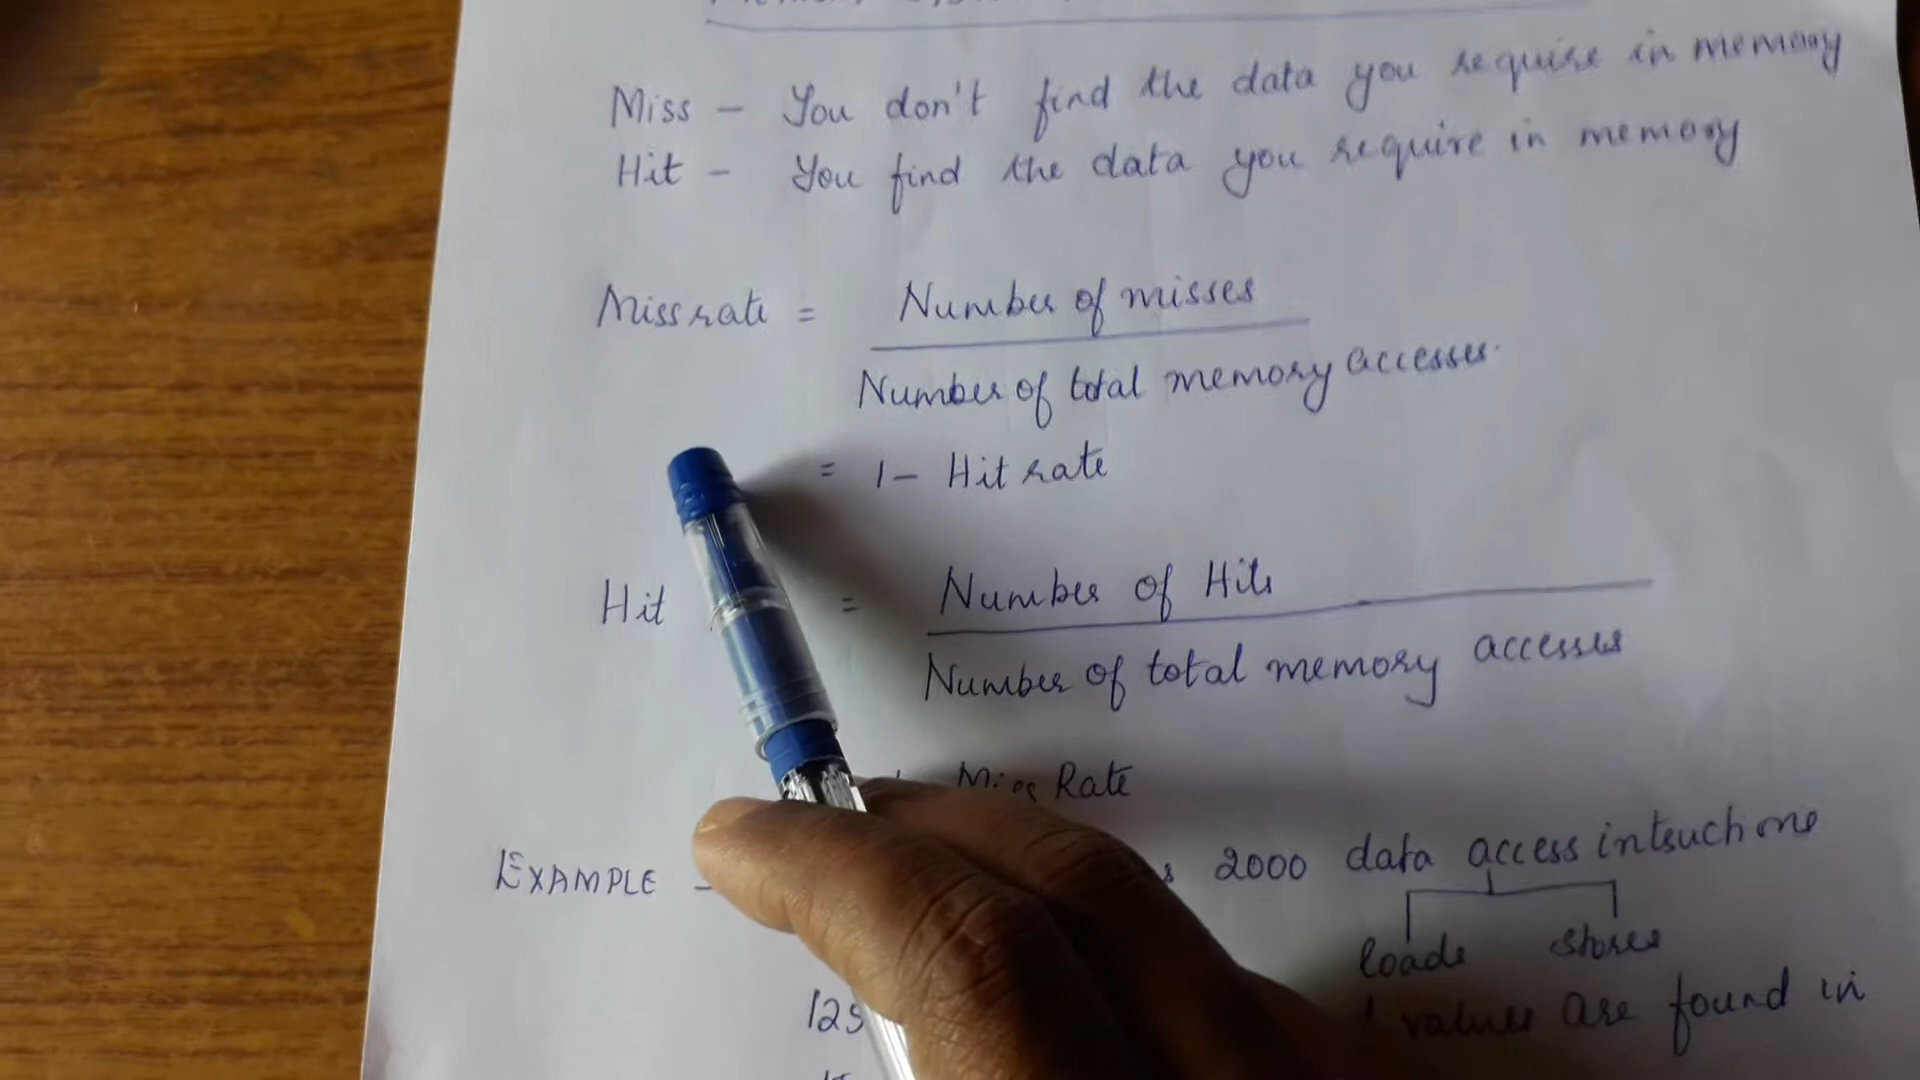 Miss - You don't find the data you require in memory
Hit - You find the data you require in memory
Miss rate = Number of misses
Number of total memory accesses.
= 1 - Hit rate
Hit = Number of Hits
Number of total memory accesses
Miss Rate
EXAMPLE - 2000 data access
loads stores
values are found in